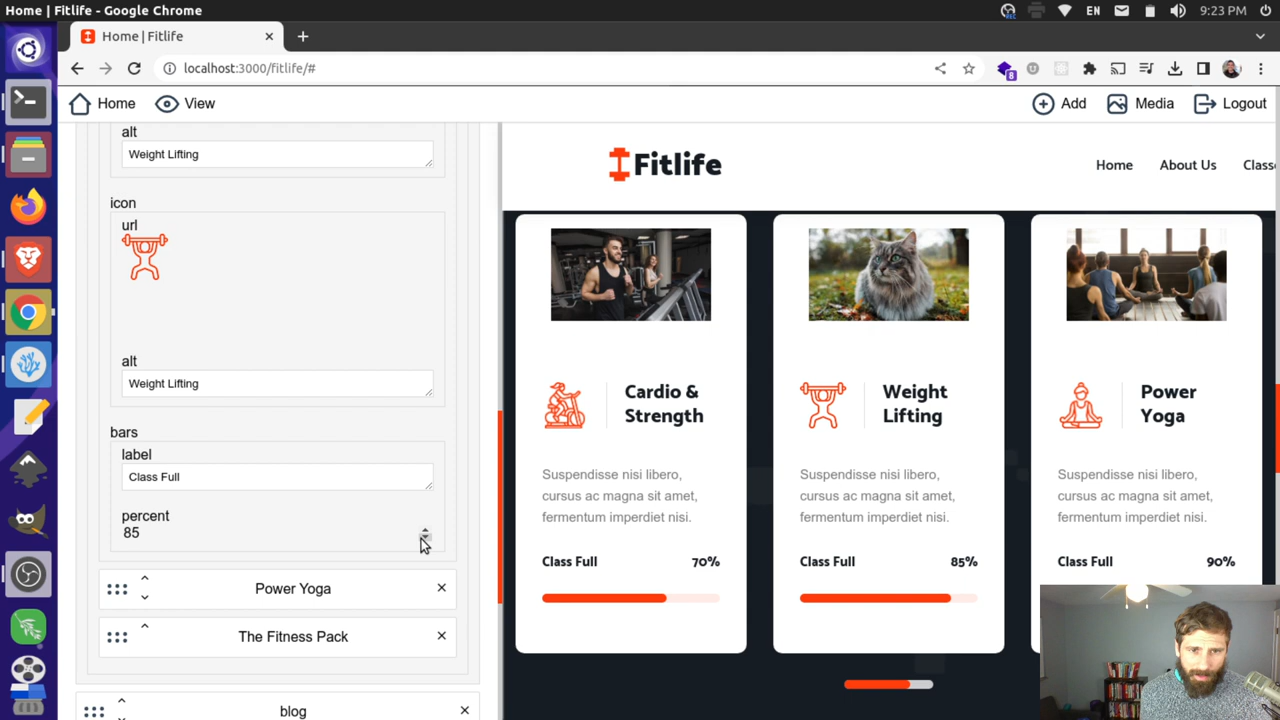 Home | Fitlife - Google Chrome
EN
9:23 PM
Home | Fitlife
localhost:3000/fitlife/#
8
Home
View
Add
Media
Logout
alt
Weight Lifting
icon
url
alt
Weight Lifting
bars
label
Class Full
percent
85
Power Yoga
The Fitness Pack
blog
Fitlife
Home
About Us
Class
Cardio &
Strength
Suspendisse nisi libero,
cursus ac magna sit amet,
fermentum imperdiet nisi.
Class Full
70%
Weight
Lifting
Suspendisse nisi libero,
cursus ac magna sit amet,
fermentum imperdiet nisi.
Class Full
85%
Power
Yoga
Suspendisse nisi libero,
cursus ac magna sit amet,
fermentum imperdiet nisi.
Class Full
90%